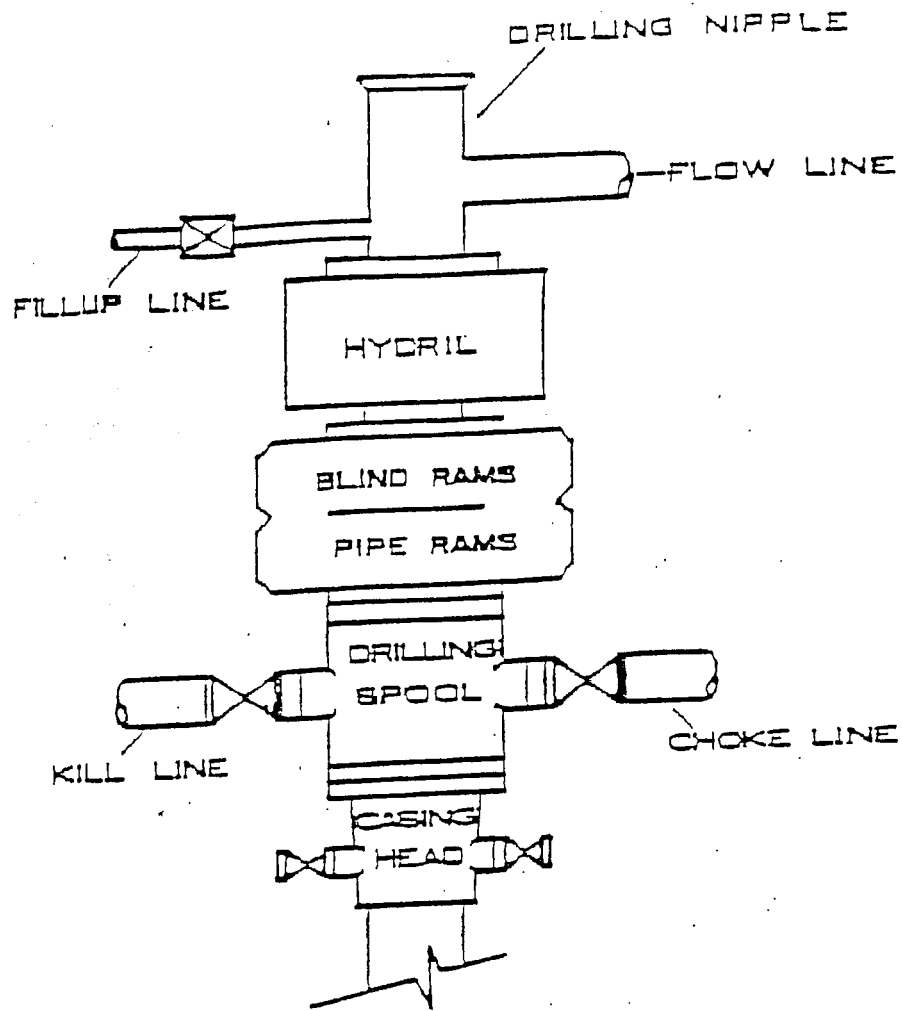 DRILLING NIPPLE
FLOW LINE
FILLUP LINE
HYDRIL
BLIND RAMS
PIPE RAMS
DRILLING
SPOOL
KILL LINE
CHOKE LINE
CASING
HEAD